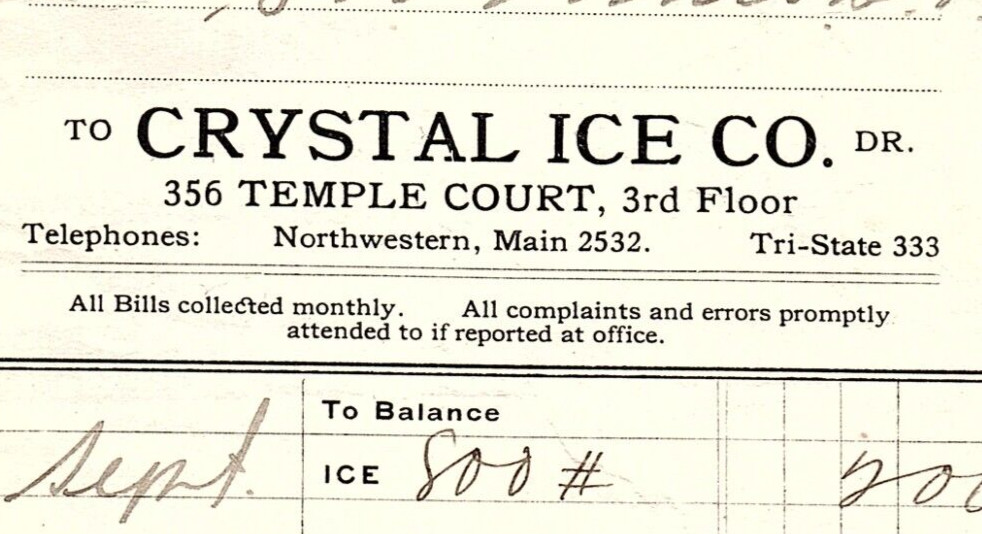 TO CRYSTAL ICE CO. DR.
356 TEMPLE COURT, 3rd Floor
Telephones: Northwestern, Main 2532. Tri-State 333
All Bills collected monthly. All complaints and errors promptly
attended to if reported at office.
To Balance
Sept. ICE 800 # 200